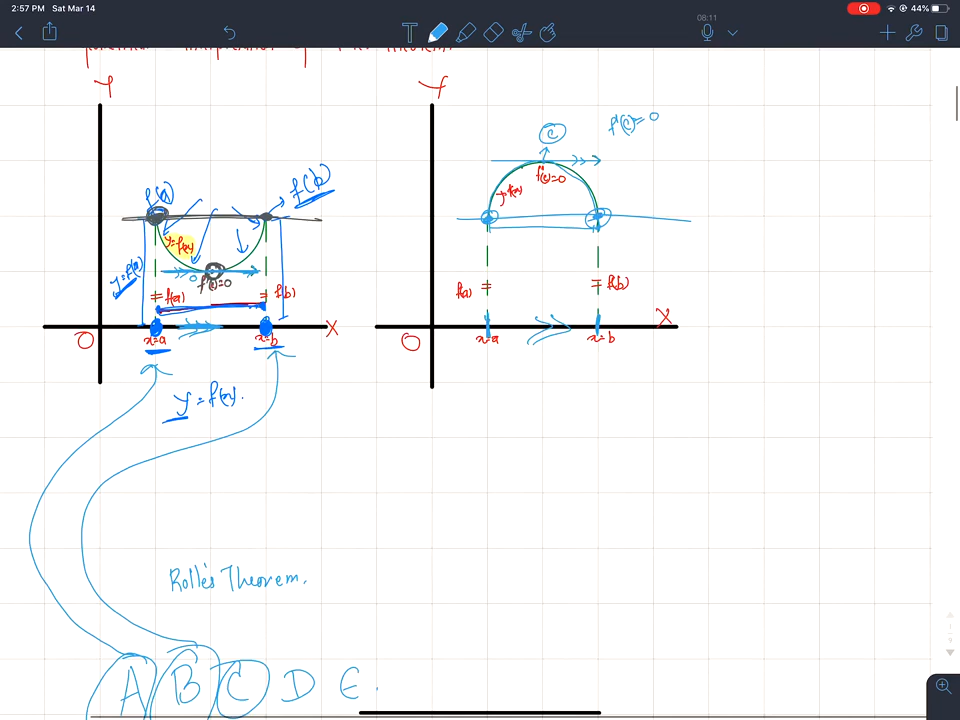 2:57 PM Sat Mar 14
44%
08:11
Y
Y
f'(c)=0
c
f(a)
f(b)
f'(c)=0
y=f(x)
y=f(x)
y=f(a)
f'(c)=0
= f(a)
= f(b)
f(a) =
= f(b)
O
x=a
x=b
X
O
x=a
x=b
X
y = f(x).
Rolle's Theorem.
A B C D E.